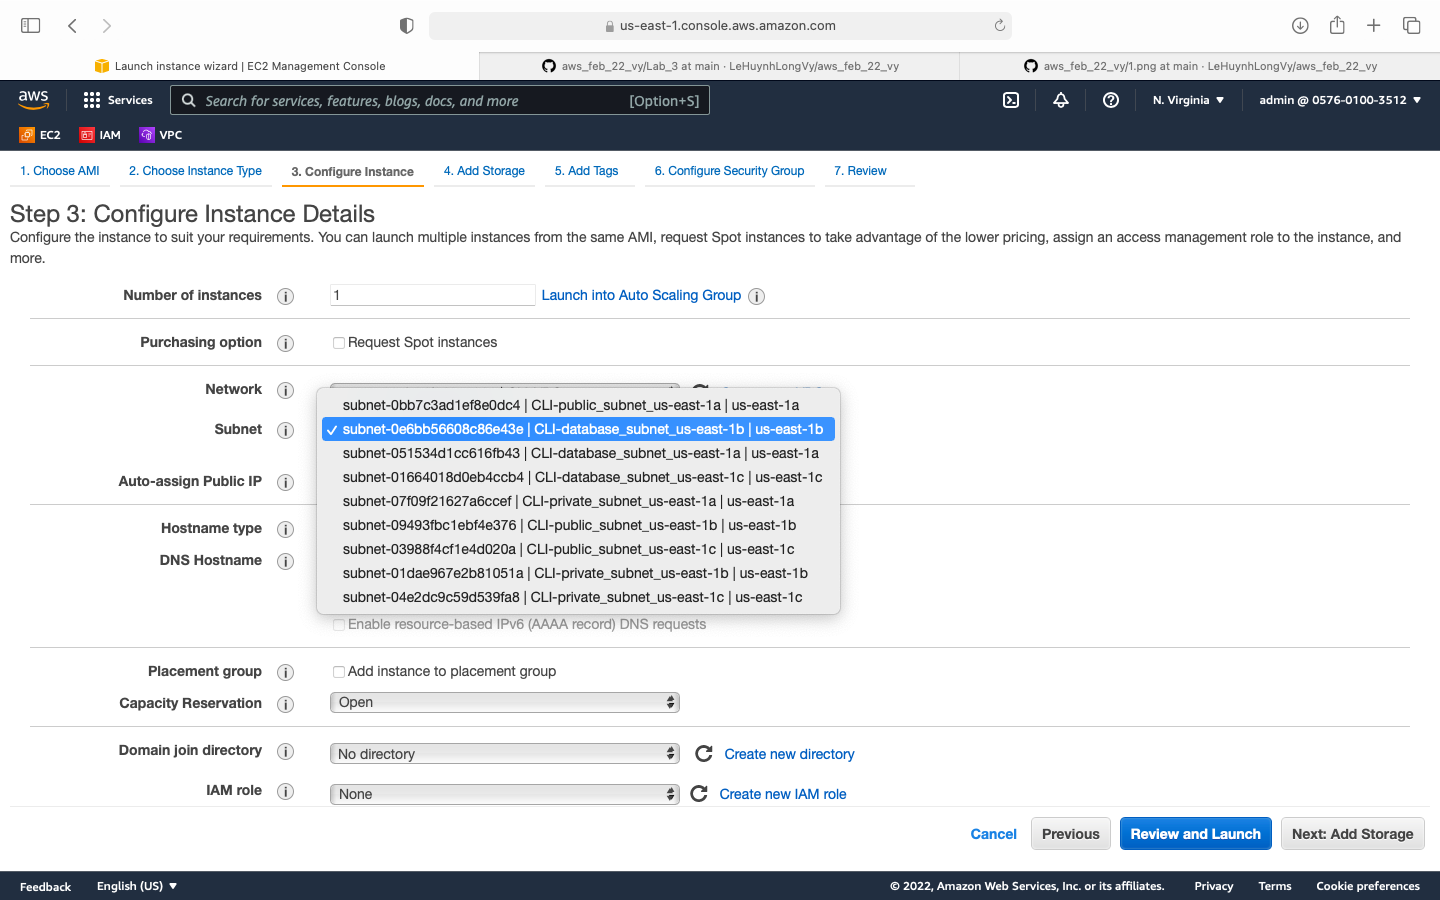 us-east-1.console.aws.amazon.com
Launch instance wizard | EC2 Management Console
aws_feb_22_vy/Lab_3 at main · LeHuynhLongVy/aws_feb_22_vy
aws_feb_22_vy/1.png at main · LeHuynhLongVy/aws_feb_22_vy
aws
Services
Search for services, features, blogs, docs, and more
[Option+S]
N. Virginia
admin @ 0576-0100-3512
EC2
IAM
VPC
1. Choose AMI
2. Choose Instance Type
3. Configure Instance
4. Add Storage
5. Add Tags
6. Configure Security Group
7. Review
Step 3: Configure Instance Details
Configure the instance to suit your requirements. You can launch multiple instances from the same AMI, request Spot instances to take advantage of the lower pricing, assign an access management role to the instance, and
more.
Number of instances
1
Launch into Auto Scaling Group
Purchasing option
Request Spot instances
Network
subnet-0bb7c3ad1ef8e0dc4 | CLI-public_subnet_us-east-1a | us-east-1a
Subnet
subnet-0e6bb56608c86e43e | CLI-database_subnet_us-east-1b | us-east-1b
subnet-051534d1cc616fb43 | CLI-database_subnet_us-east-1a | us-east-1a
subnet-01664018d0eb4ccb4 | CLI-database_subnet_us-east-1c | us-east-1c
Auto-assign Public IP
subnet-07f09f21627a6ccef | CLI-private_subnet_us-east-1a | us-east-1a
Hostname type
subnet-09493fbc1ebf4e376 | CLI-public_subnet_us-east-1b | us-east-1b
subnet-03988f4cf1e4d020a | CLI-public_subnet_us-east-1c | us-east-1c
DNS Hostname
subnet-01dae967e2b81051a | CLI-private_subnet_us-east-1b | us-east-1b
subnet-04e2dc9c59d539fa8 | CLI-private_subnet_us-east-1c | us-east-1c
Enable resource-based IPv6 (AAAA record) DNS requests
Placement group
Add instance to placement group
Capacity Reservation
Open
Domain join directory
No directory
Create new directory
IAM role
None
Create new IAM role
Cancel
Previous
Review and Launch
Next: Add Storage
Feedback
English (US)
© 2022, Amazon Web Services, Inc. or its affiliates.
Privacy
Terms
Cookie preferences